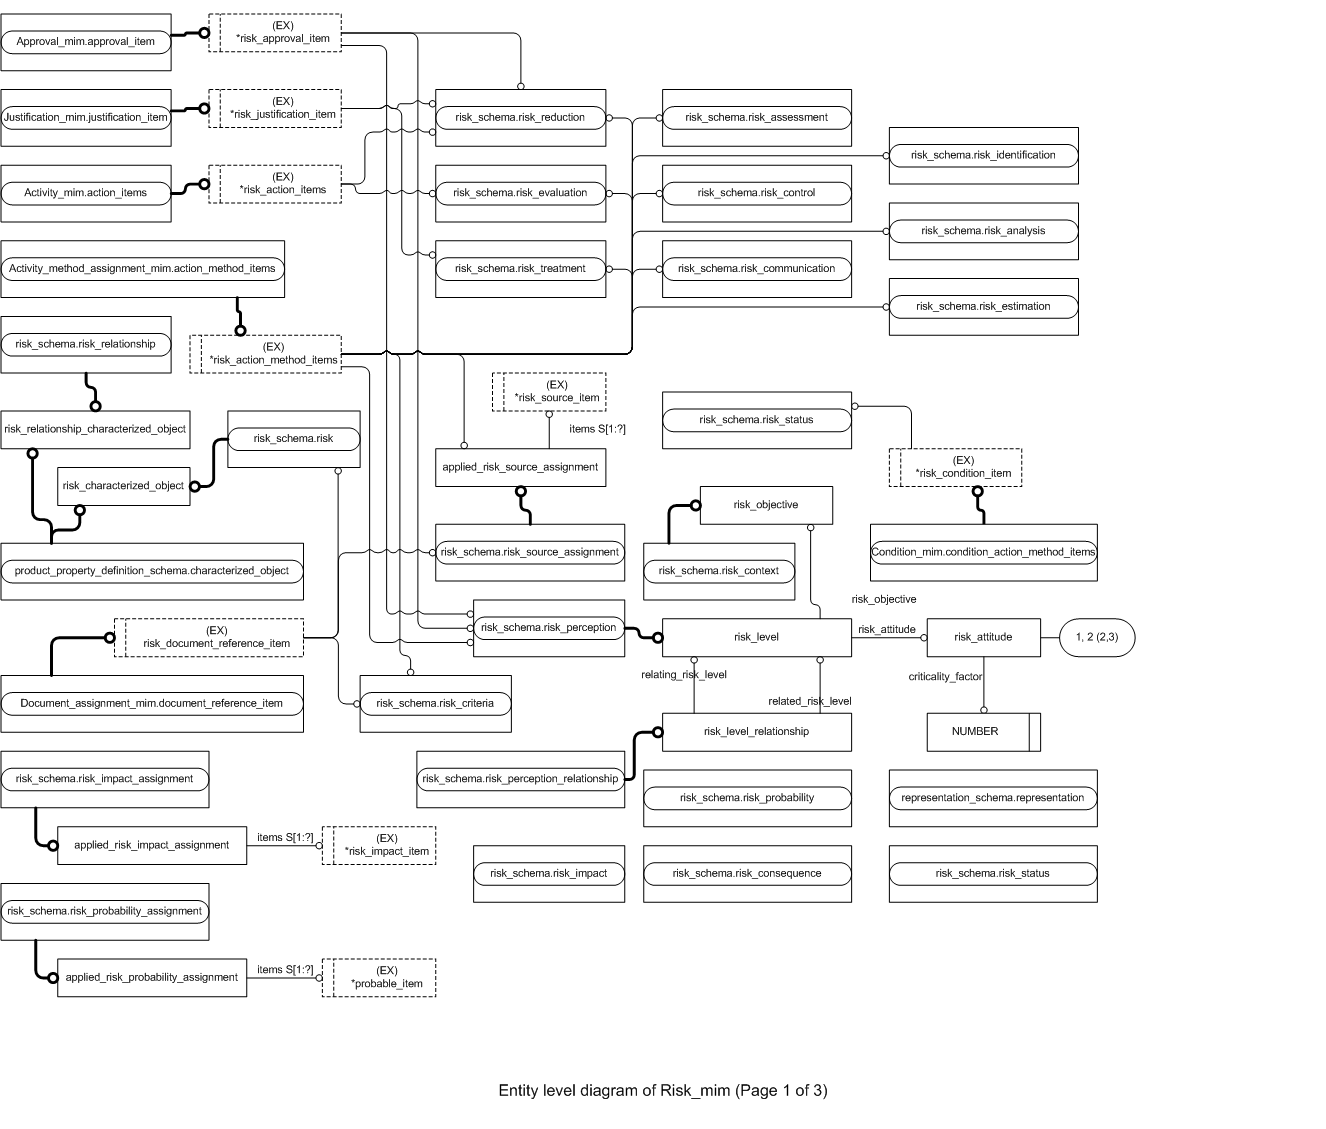 (EX)
*risk_approval_item
Approval_mim.approval_item
(EX)
*risk_justification_item
Justification_mim.justification_item
risk_schema.risk_reduction
risk_schema.risk_assessment
risk_schema.risk_identification
(EX)
*risk_action_items
Activity_mim.action_items
risk_schema.risk_evaluation
risk_schema.risk_control
risk_schema.risk_analysis
Activity_method_assignment_mim.action_method_items
risk_schema.risk_treatment
risk_schema.risk_communication
risk_schema.risk_estimation
risk_schema.risk_relationship
(EX)
*risk_action_method_items
(EX)
*risk_source_item
items S[1:?]
risk_schema.risk_status
risk_relationship_characterized_object
risk_schema.risk
applied_risk_source_assignment
(EX)
*risk_condition_item
risk_characterized_object
risk_objective
risk_schema.risk_source_assignment
Condition_mim.condition_action_method_items
product_property_definition_schema.characterized_object
risk_schema.risk_context
risk_objective
(EX)
risk_document_reference_item
risk_schema.risk_perception
risk_level
risk_attitude
risk_attitude
1, 2 (2,3)
relating_risk_level
criticality_factor
Document_assignment_mim.document_reference_item
risk_schema.risk_criteria
related_risk_level
risk_level_relationship
NUMBER
risk_schema.risk_impact_assignment
risk_schema.risk_perception_relationship
risk_schema.risk_probability
representation_schema.representation
applied_risk_impact_assignment
items S[1:?]
(EX)
*risk_impact_item
risk_schema.risk_impact
risk_schema.risk_consequence
risk_schema.risk_status
risk_schema.risk_probability_assignment
applied_risk_probability_assignment
items S[1:?]
(EX)
*probable_item
Entity level diagram of Risk_mim (Page 1 of 3)